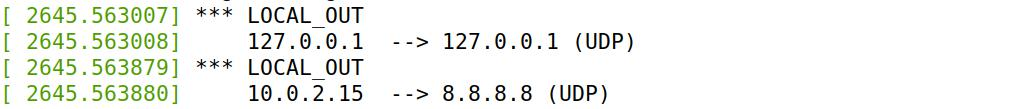 [ 2645.563007] *** LOCAL_OUT
[ 2645.563008]     127.0.0.1  --> 127.0.0.1 (UDP)
[ 2645.563879] *** LOCAL_OUT
[ 2645.563880]     10.0.2.15  --> 8.8.8.8 (UDP)